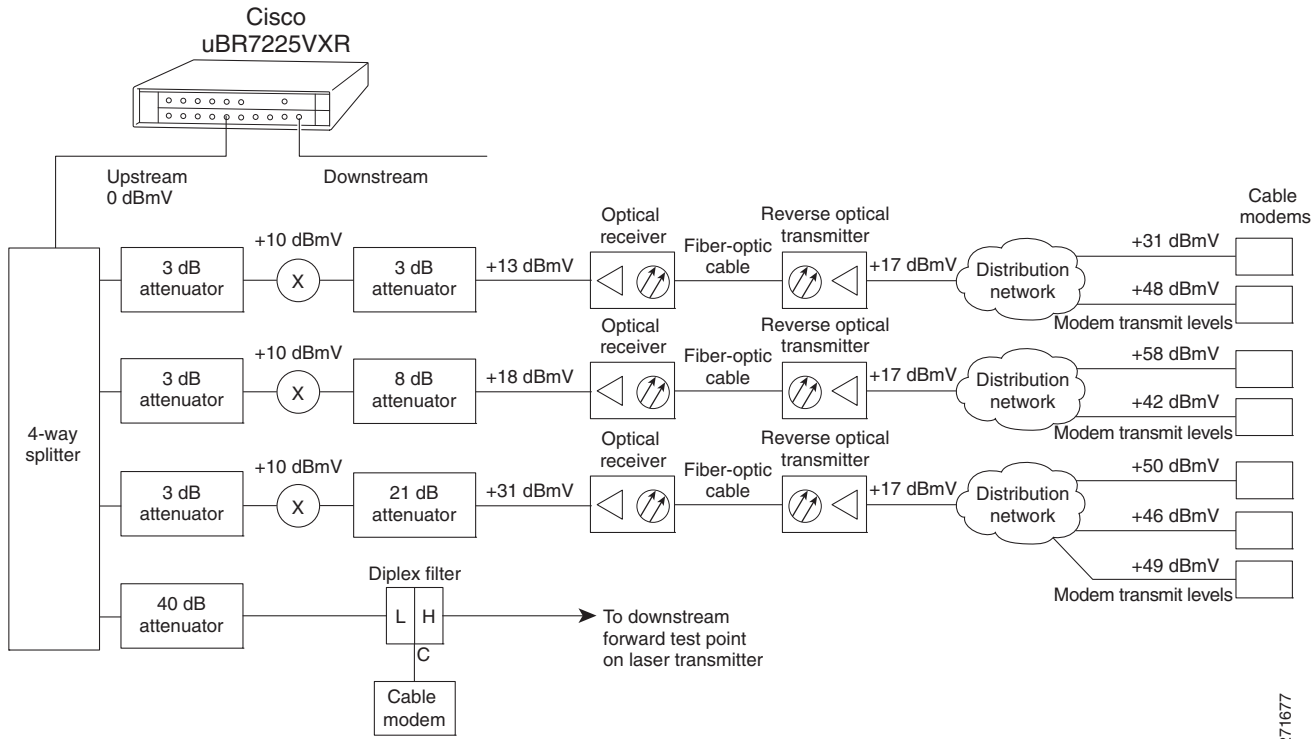 Cisco
uBR7225VXR
Upstream
0 dBmV
Downstream
Cable
modems
4-way
splitter
3 dB
attenuator
+10 dBmV
X
3 dB
attenuator
+13 dBmV
Optical
receiver
Fiber-optic
cable
Reverse optical
transmitter
+17 dBmV
Distribution
network
+31 dBmV
+48 dBmV
Modem transmit levels
3 dB
attenuator
+10 dBmV
X
8 dB
attenuator
+18 dBmV
Optical
receiver
Fiber-optic
cable
Reverse optical
transmitter
+17 dBmV
Distribution
network
+58 dBmV
+42 dBmV
Modem transmit levels
3 dB
attenuator
+10 dBmV
X
21 dB
attenuator
+31 dBmV
Optical
receiver
Fiber-optic
cable
Reverse optical
transmitter
+17 dBmV
Distribution
network
+50 dBmV
+46 dBmV
+49 dBmV
Modem transmit levels
40 dB
attenuator
Diplex filter
L H
C
Cable
modem
To downstream
forward test point
on laser transmitter